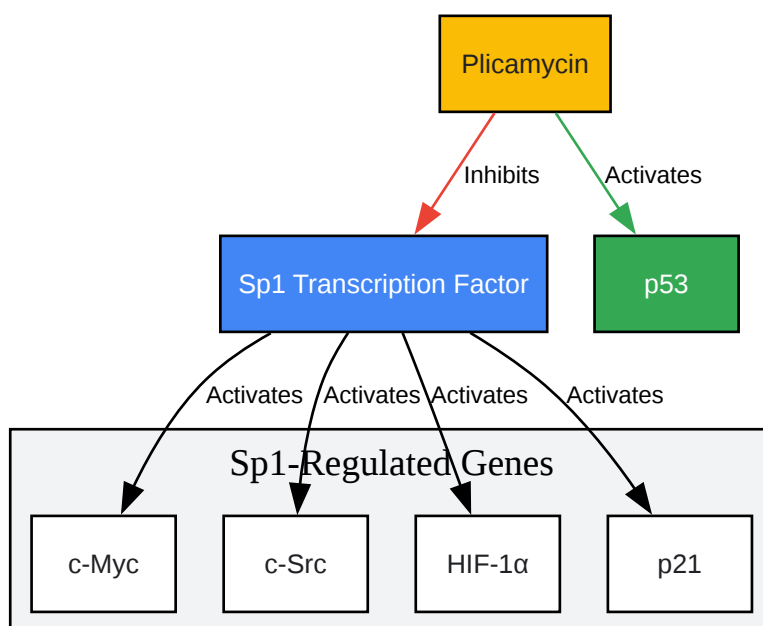 Plicamycin
Inhibits
Activates
Sp1 Transcription Factor
p53
Activates
Activates
Activates
Activates
Sp1-Regulated Genes
c-Myc
c-Src
HIF-1α
p21